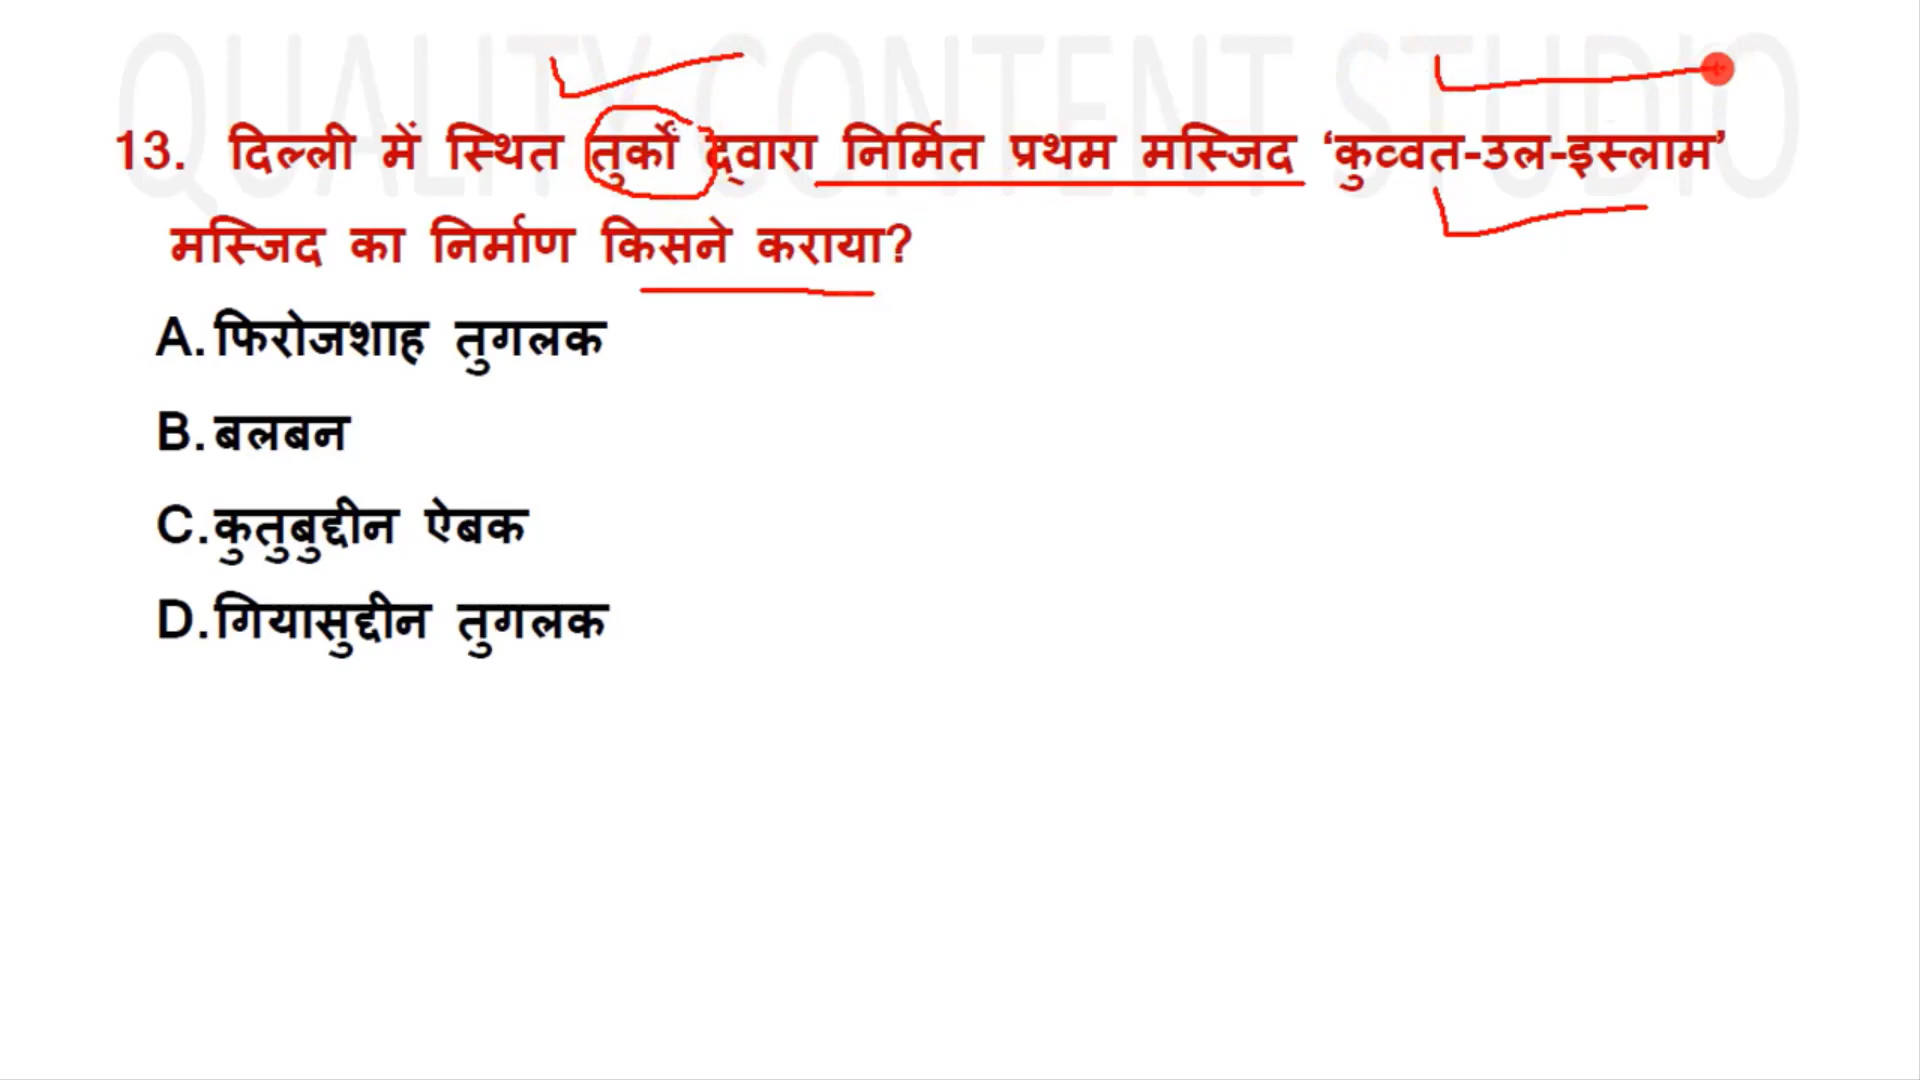 QUALITY CONTENT STUDIO
13. दिल्ली में स्थित तुर्कों द्वारा निर्मित प्रथम मस्जिद ‘कुव्वत-उल-इस्लाम’
मस्जिद का निर्माण किसने कराया?
A. फिरोजशाह तुगलक
B. बलबन
C. कुतुबुद्दीन ऐबक
D. गियासुद्दीन तुगलक